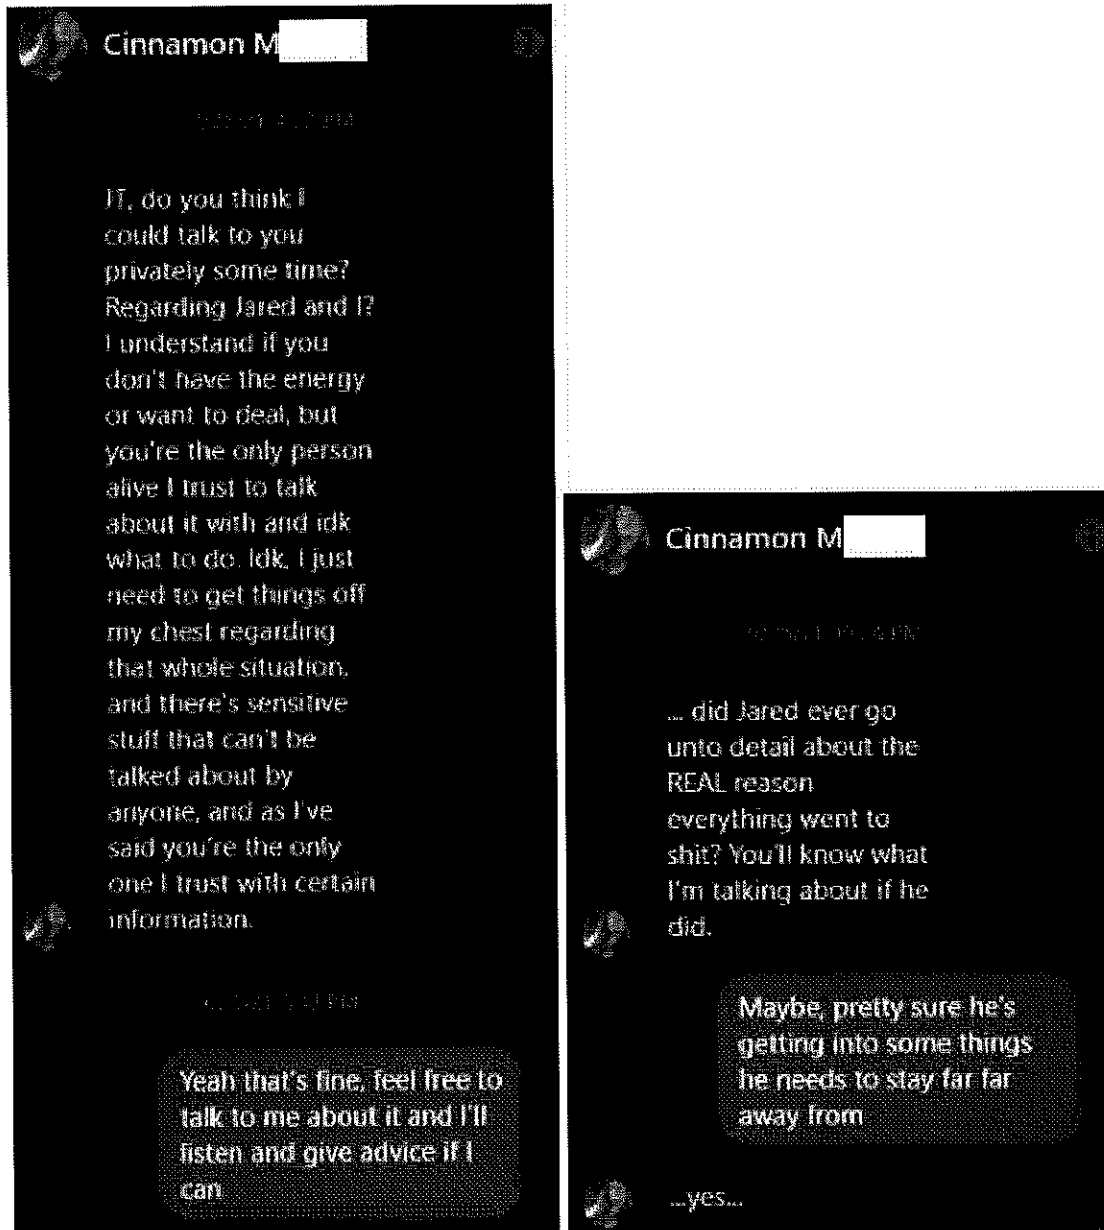 Cinnamon M
JT, do you think I
could talk to you
privately some time?
Regarding Jared and I?
I understand if you
don't have the energy
or want to deal, but
you're the only person
alive I trust to talk
about it with and idk
what to do. Idk, I just
need to get things off
my chest regarding
that whole situation,
and there's sensitive
stuff that can't be
talked about by
anyone, and as I've
said you're the only
one I trust with certain
information.
Yeah that's fine, feel free to
talk to me about it and I'll
listen and give advice if I
can
Cinnamon M
... did Jared ever go
unto detail about the
REAL reason
everything went to
shit? You'll know what
I'm talking about if he
did.
Maybe, pretty sure he's
getting into some things
he needs to stay far far
away from
...yes...